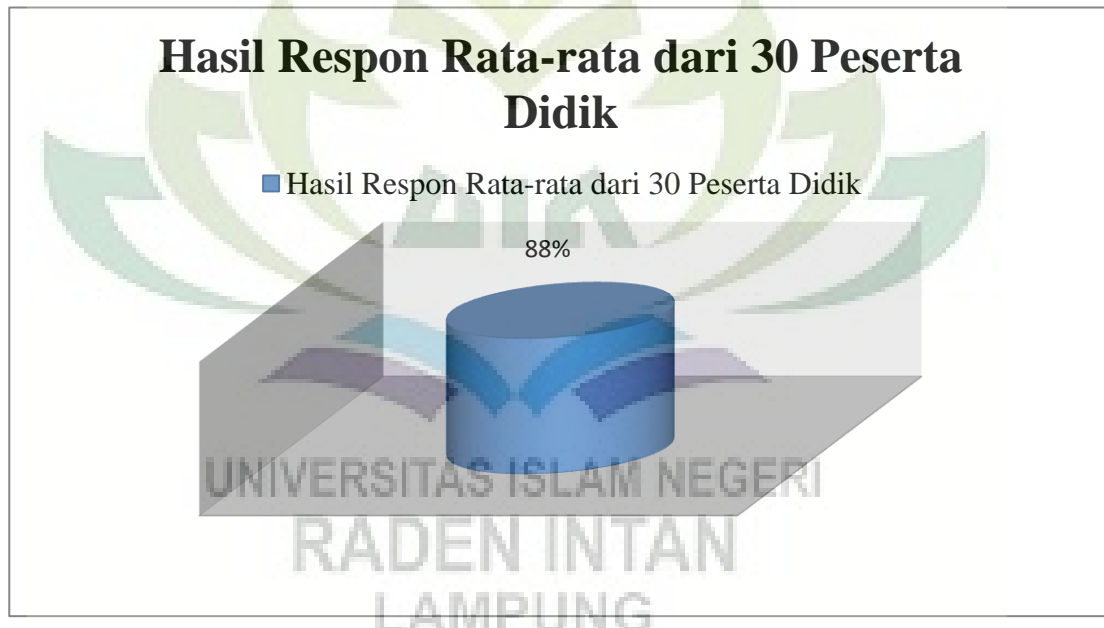 Hasil Respon Rata-rata dari 30 Peserta
Didik
Hasil Respon Rata-rata dari 30 Peserta Didik
88%
UNIVERSITAS ISLAM NEGERI
RADEN INTAN
LAMPUNG